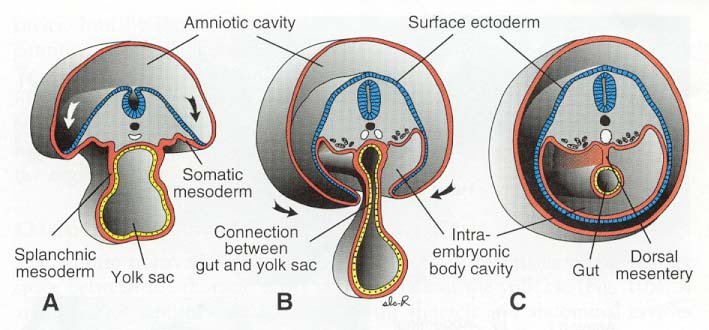 Amniotic cavity
Surface ectoderm
Somatic
mesoderm
Splanchnic
mesoderm
Yolk sac
Connection
between
gut and yolk sac
Intra-
embryonic
body cavity
Gut
Dorsal
mesentery
A
B
slc-R
C